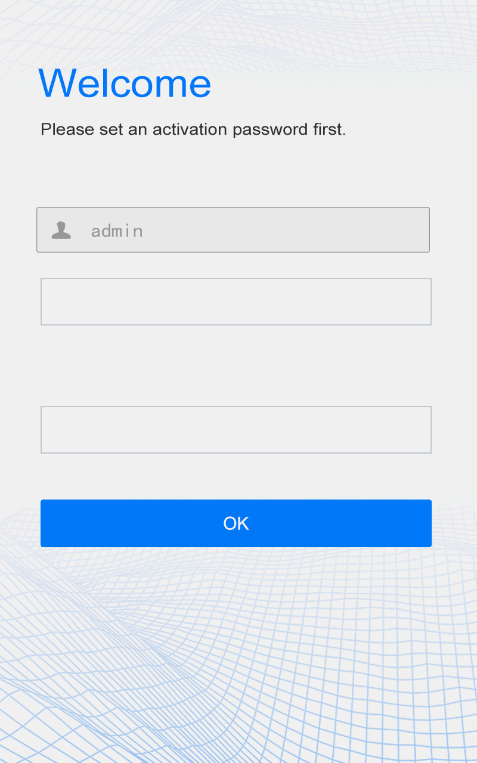 Welcome
Please set an activation password first.
admin
OK